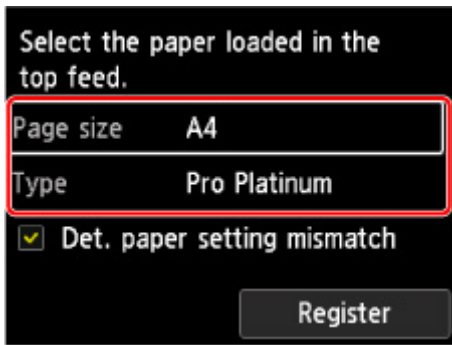 Select the paper loaded in the
top feed.
Page size A4
Type Pro Platinum
Det. paper setting mismatch
Register